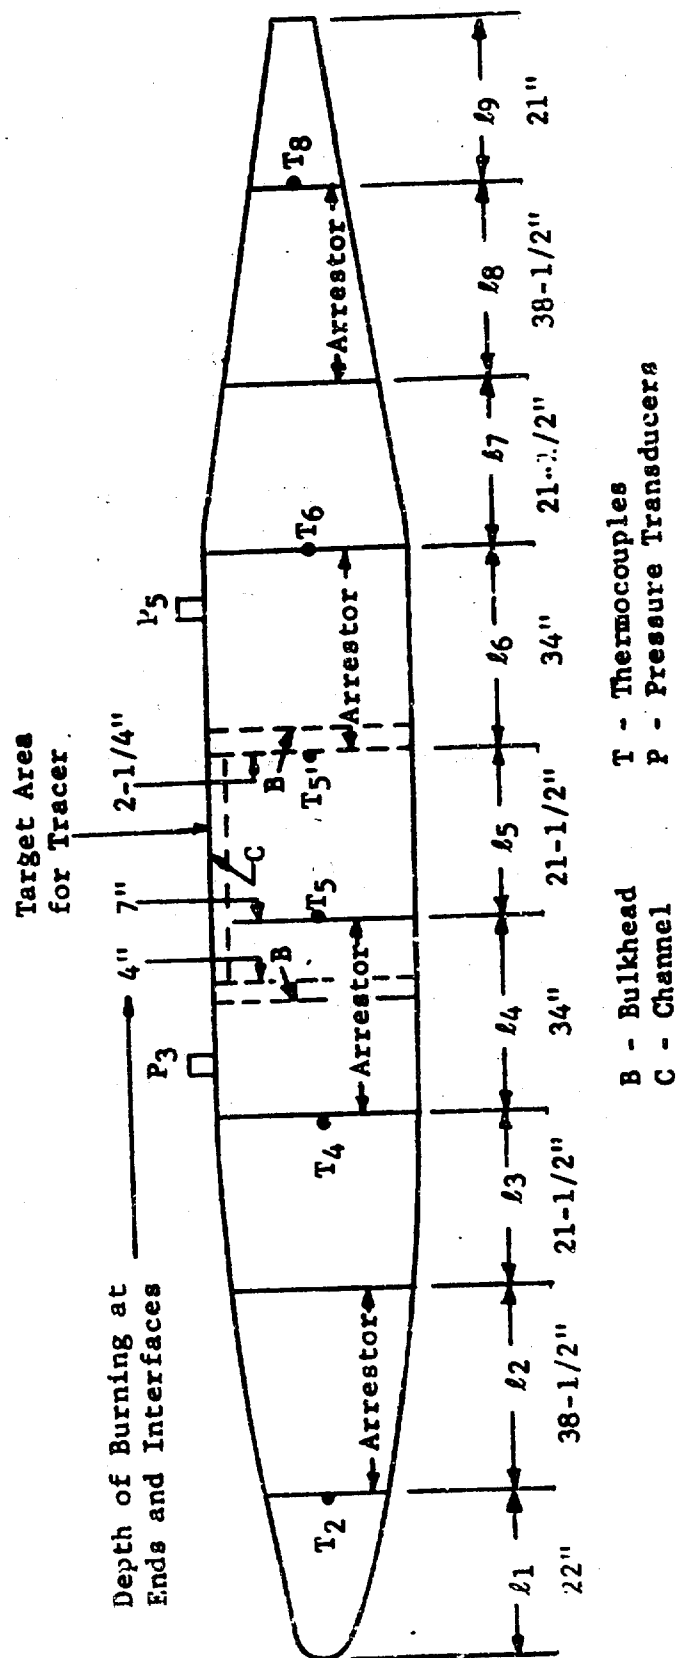 Depth of Burning at
Ends and Interfaces
4"
7"
2-1/4"
Target Area
for Tracer
P3
P5
T2
Arrestor
T4
Arrestor
B
T5
C
B
T5'
Arrestor
T6
Arrestor
T8
ℓ1
ℓ2
ℓ3
ℓ4
ℓ5
ℓ6
ℓ7
ℓ8
ℓ9
22"
38-1/2"
21-1/2"
34"
21-1/2"
34"
38-1/2"
21"
B - Bulkhead
C - Channel
T - Thermocouples
P - Pressure Transducers